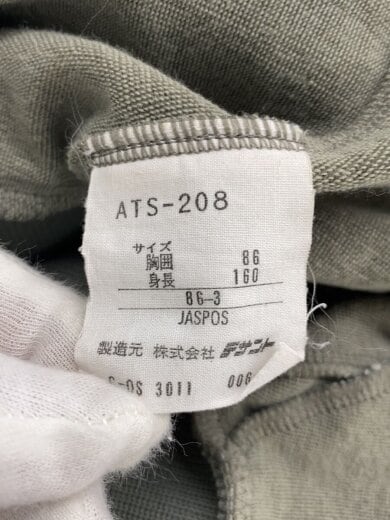 ATS-208
サイズ
胸囲 86
身長 160
86-3
JASPOS
製造元 株式会社 デサント
-OS 3011 006